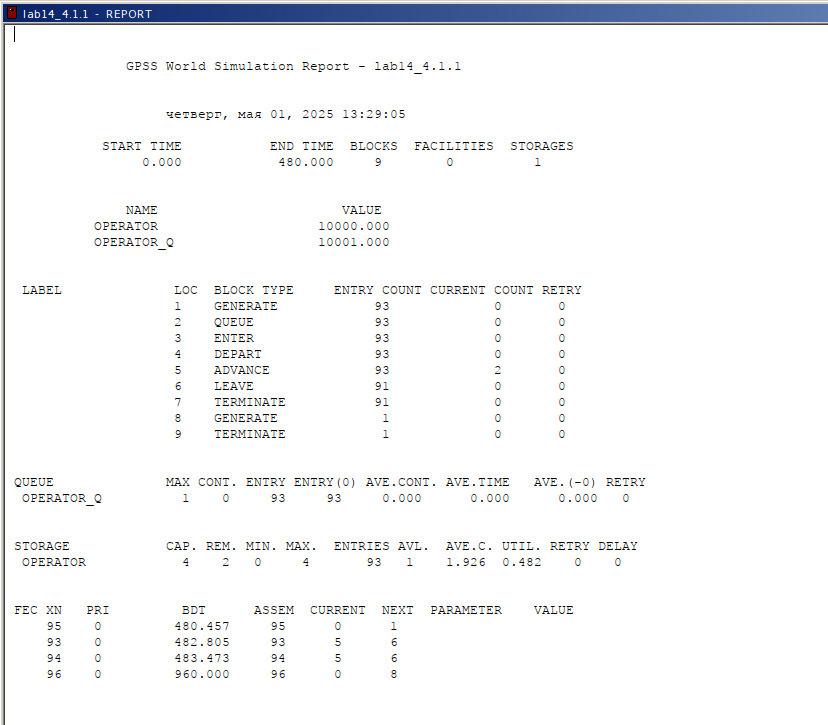 lab14_4.1.1 - REPORT
GPSS World Simulation Report - lab14_4.1.1
четверг, мая 01, 2025 13:29:05
START TIME END TIME BLOCKS FACILITIES STORAGES
0.000 480.000 9 0 1
NAME VALUE
OPERATOR 10000.000
OPERATOR_Q 10001.000
LABEL LOC BLOCK TYPE ENTRY COUNT CURRENT COUNT RETRY
1 GENERATE 93 0 0
2 QUEUE 93 0 0
3 ENTER 93 0 0
4 DEPART 93 0 0
5 ADVANCE 93 2 0
6 LEAVE 91 0 0
7 TERMINATE 91 0 0
8 GENERATE 1 0 0
9 TERMINATE 1 0 0
QUEUE MAX CONT. ENTRY ENTRY(0) AVE.CONT. AVE.TIME AVE.(-0) RETRY
OPERATOR_Q 1 0 93 93 0.000 0.000 0.000 0
STORAGE CAP. REM. MIN. MAX. ENTRIES AVL. AVE.C. UTIL. RETRY DELAY
OPERATOR 4 2 0 4 93 1 1.926 0.482 0 0
FEC XN PRI BDT ASSEM CURRENT NEXT PARAMETER VALUE
95 0 480.457 95 0 1
93 0 482.805 93 5 6
94 0 483.473 94 5 6
96 0 960.000 96 0 8